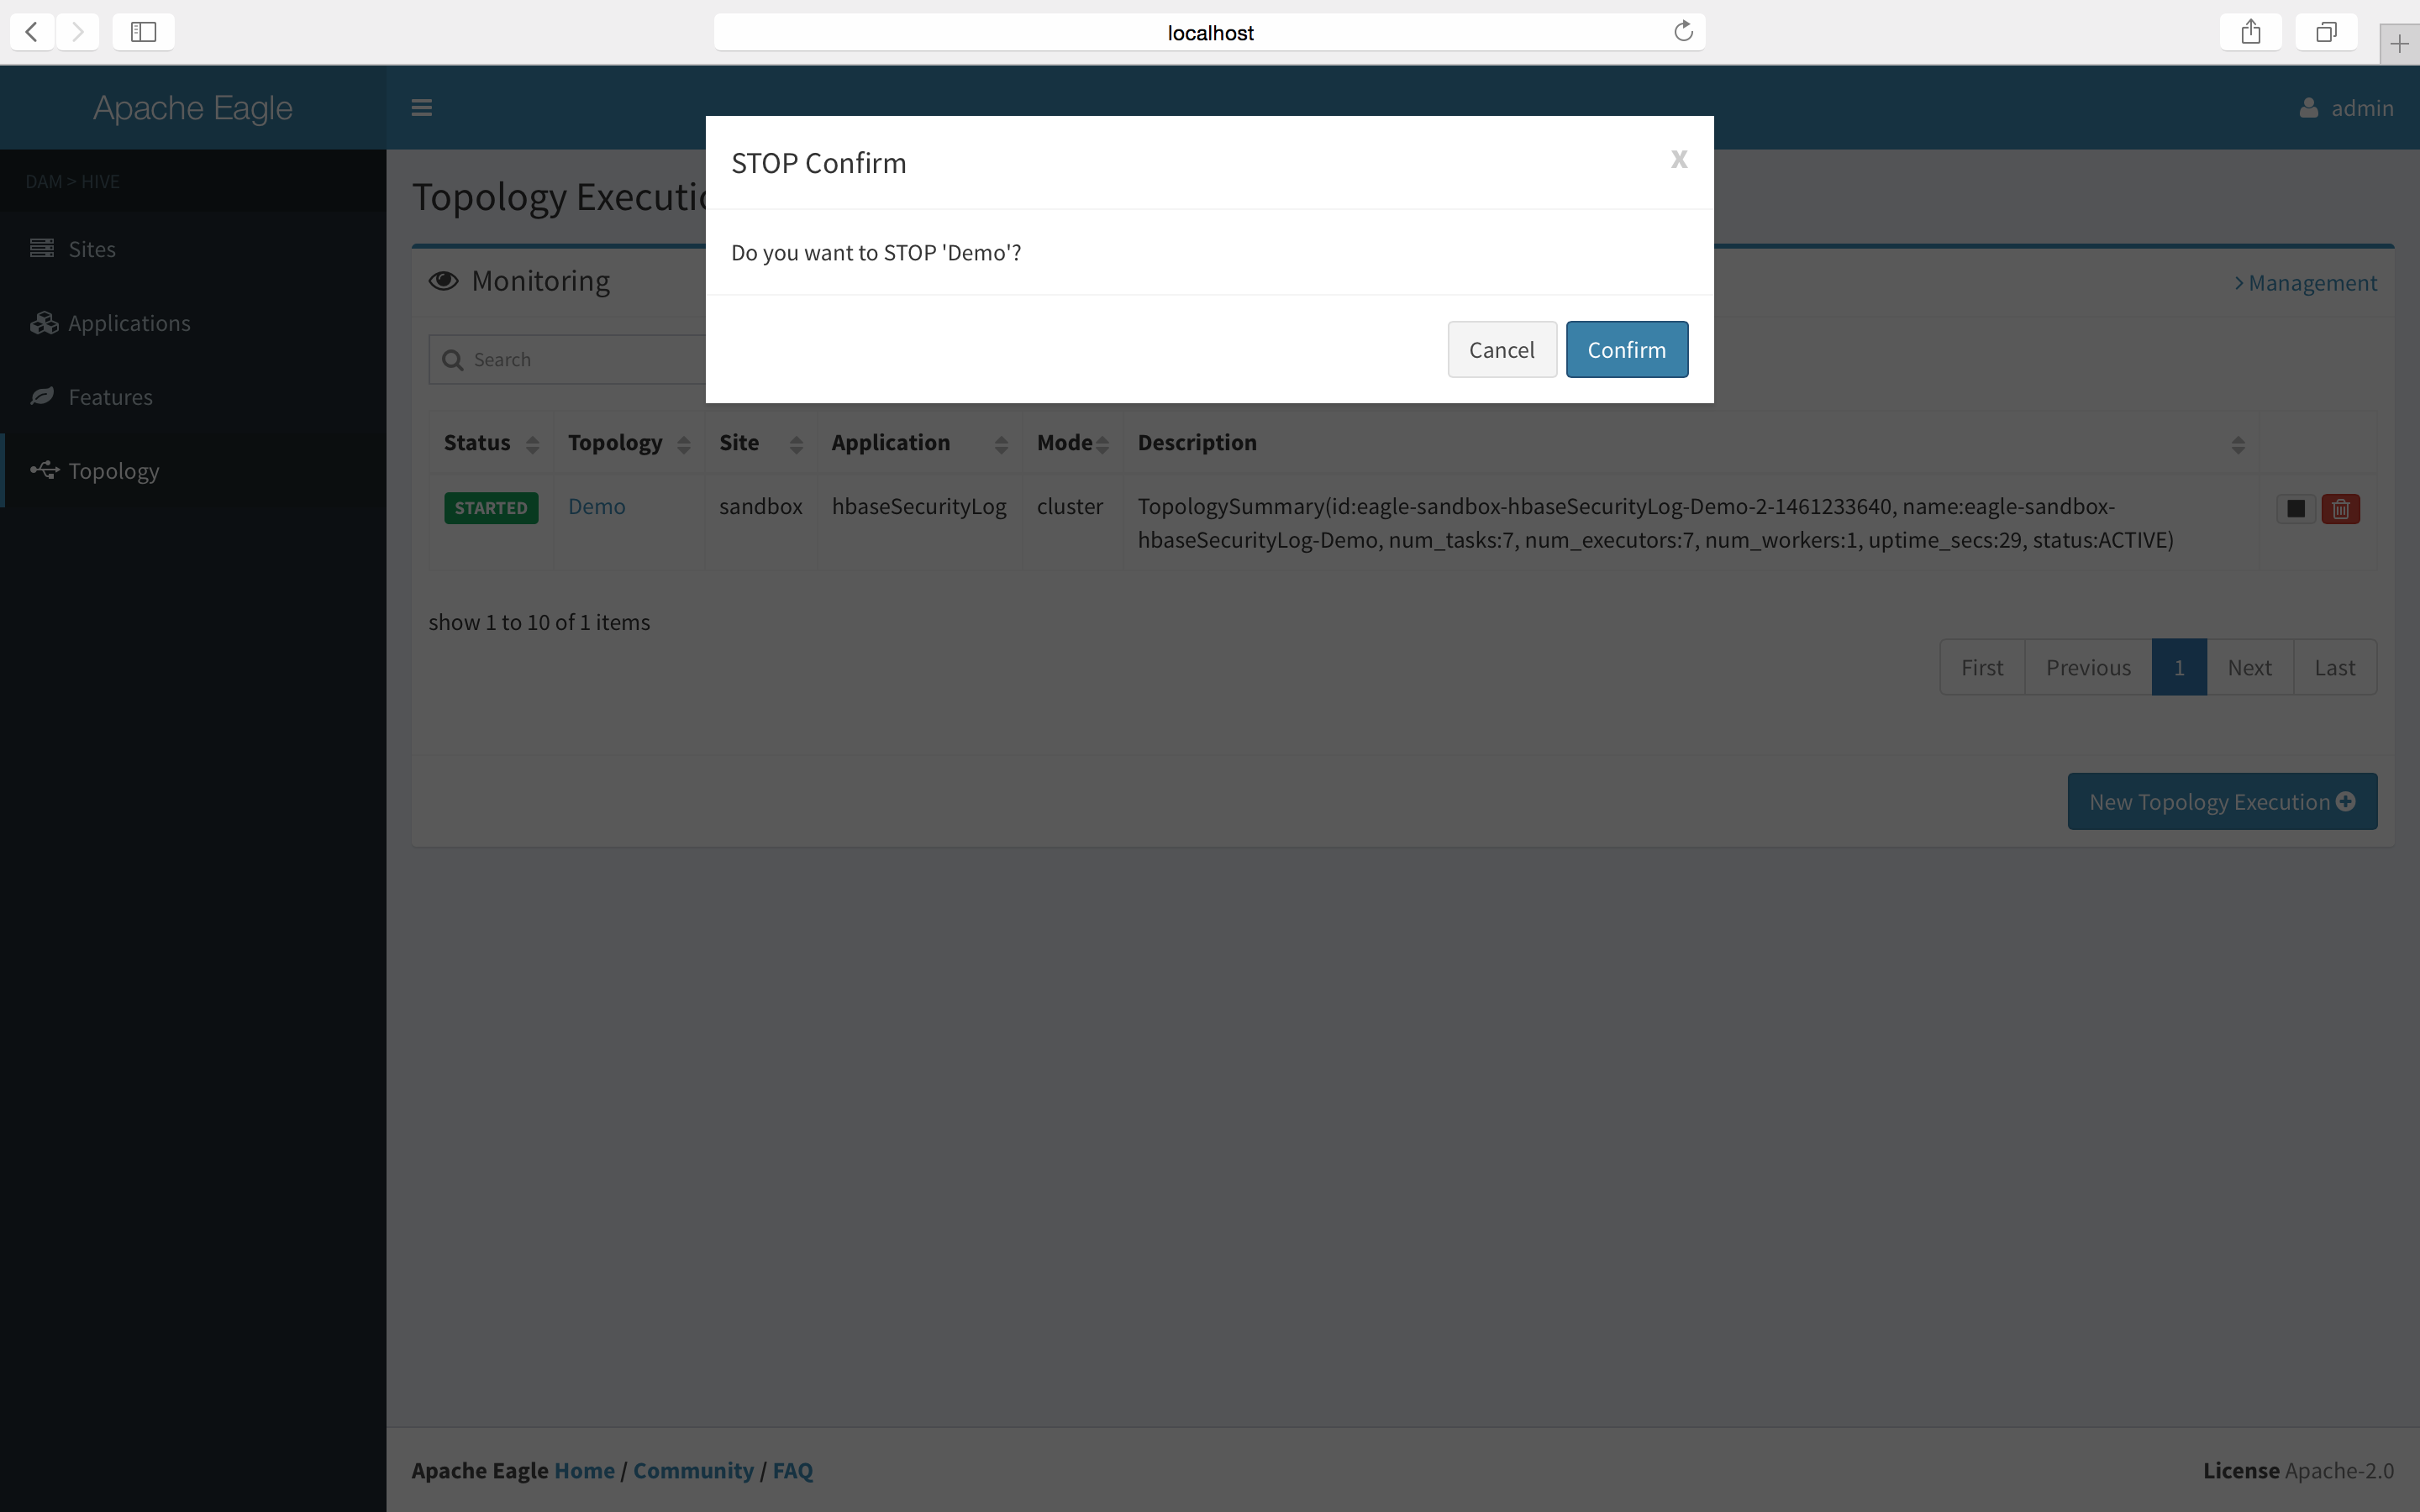 localhost
Apache Eagle
admin
DAM > HIVE
Sites
Applications
Features
Topology
Topology Executi
STOP Confirm
x
Do you want to STOP 'Demo'?
Cancel
Confirm
Monitoring
Management
Search
Status
Topology
Site
Application
Mode
Description
STARTED
Demo
sandbox
hbaseSecurityLog
cluster
TopologySummary(id:eagle-sandbox-hbaseSecurityLog-Demo-2-1461233640, name:eagle-sandbox-
hbaseSecurityLog-Demo, num_tasks:7, num_executors:7, num_workers:1, uptime_secs:29, status:ACTIVE)
show 1 to 10 of 1 items
First
Previous
1
Next
Last
New Topology Execution
Apache Eagle Home / Community / FAQ
License Apache-2.0